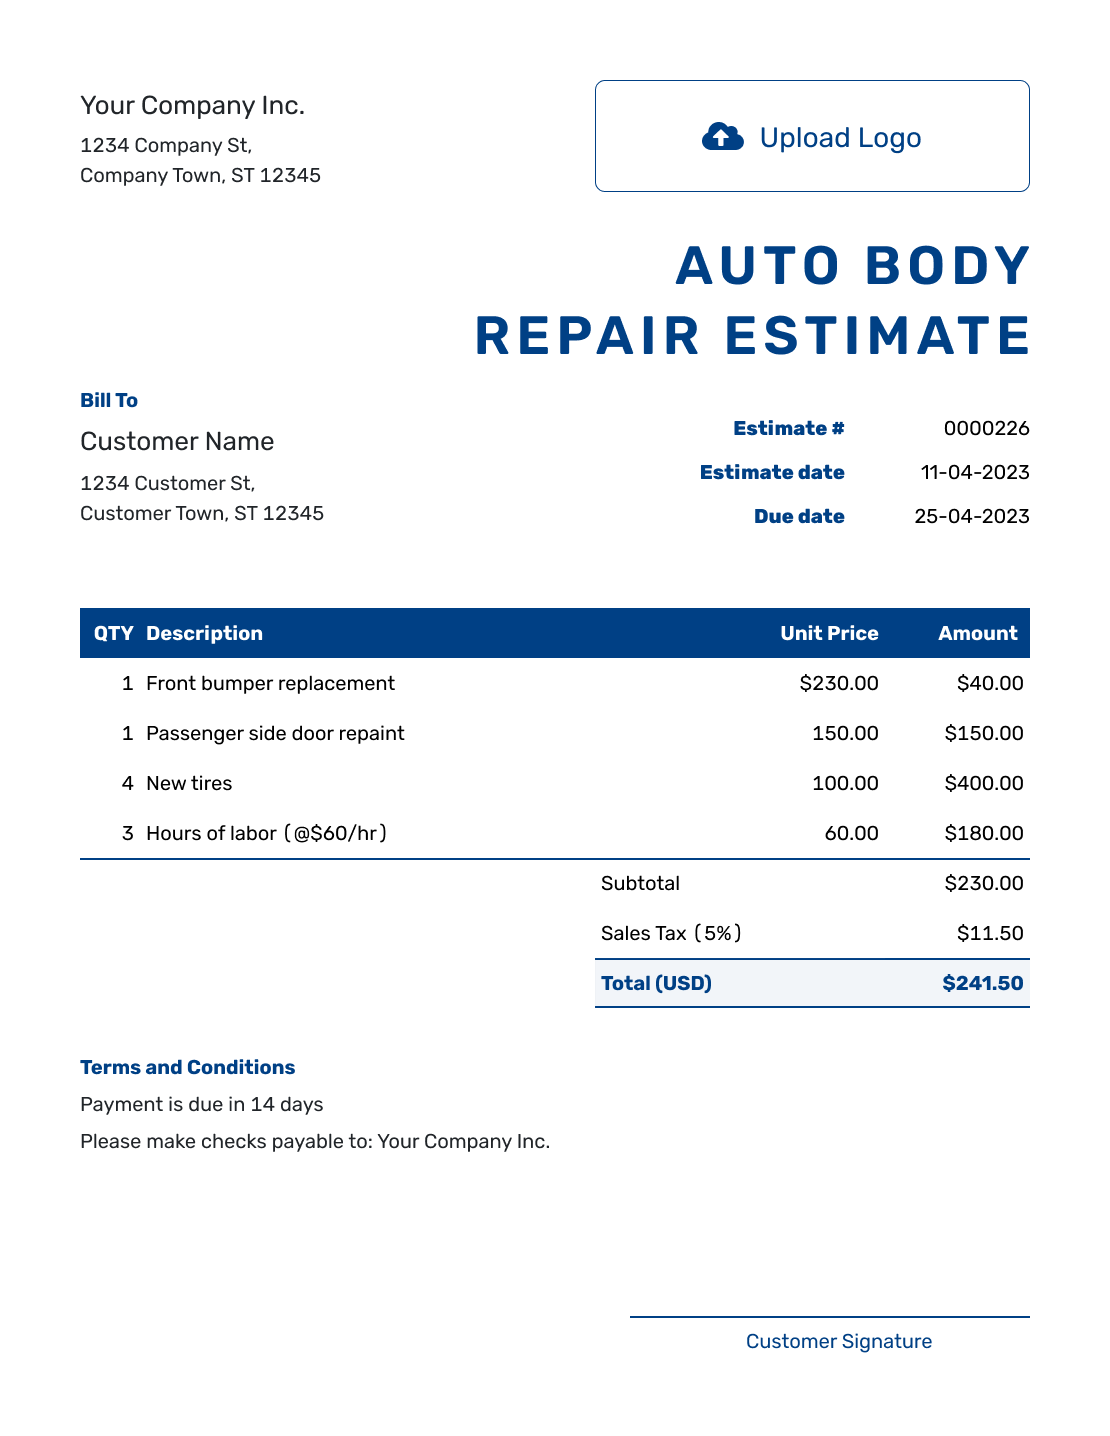 Your Company Inc.
1234 Company St,
Company Town, ST 12345
Upload Logo
AUTO BODY
REPAIR ESTIMATE
Bill To
Customer Name
1234 Customer St,
Customer Town, ST 12345
Estimate # 0000226
Estimate date 11-04-2023
Due date 25-04-2023
QTY Description Unit Price Amount
1 Front bumper replacement $230.00 $40.00
1 Passenger side door repaint 150.00 $150.00
4 New tires 100.00 $400.00
3 Hours of labor (@$60/hr) 60.00 $180.00
Subtotal $230.00
Sales Tax (5%) $11.50
Total (USD) $241.50
Terms and Conditions
Payment is due in 14 days
Please make checks payable to: Your Company Inc.
Customer Signature